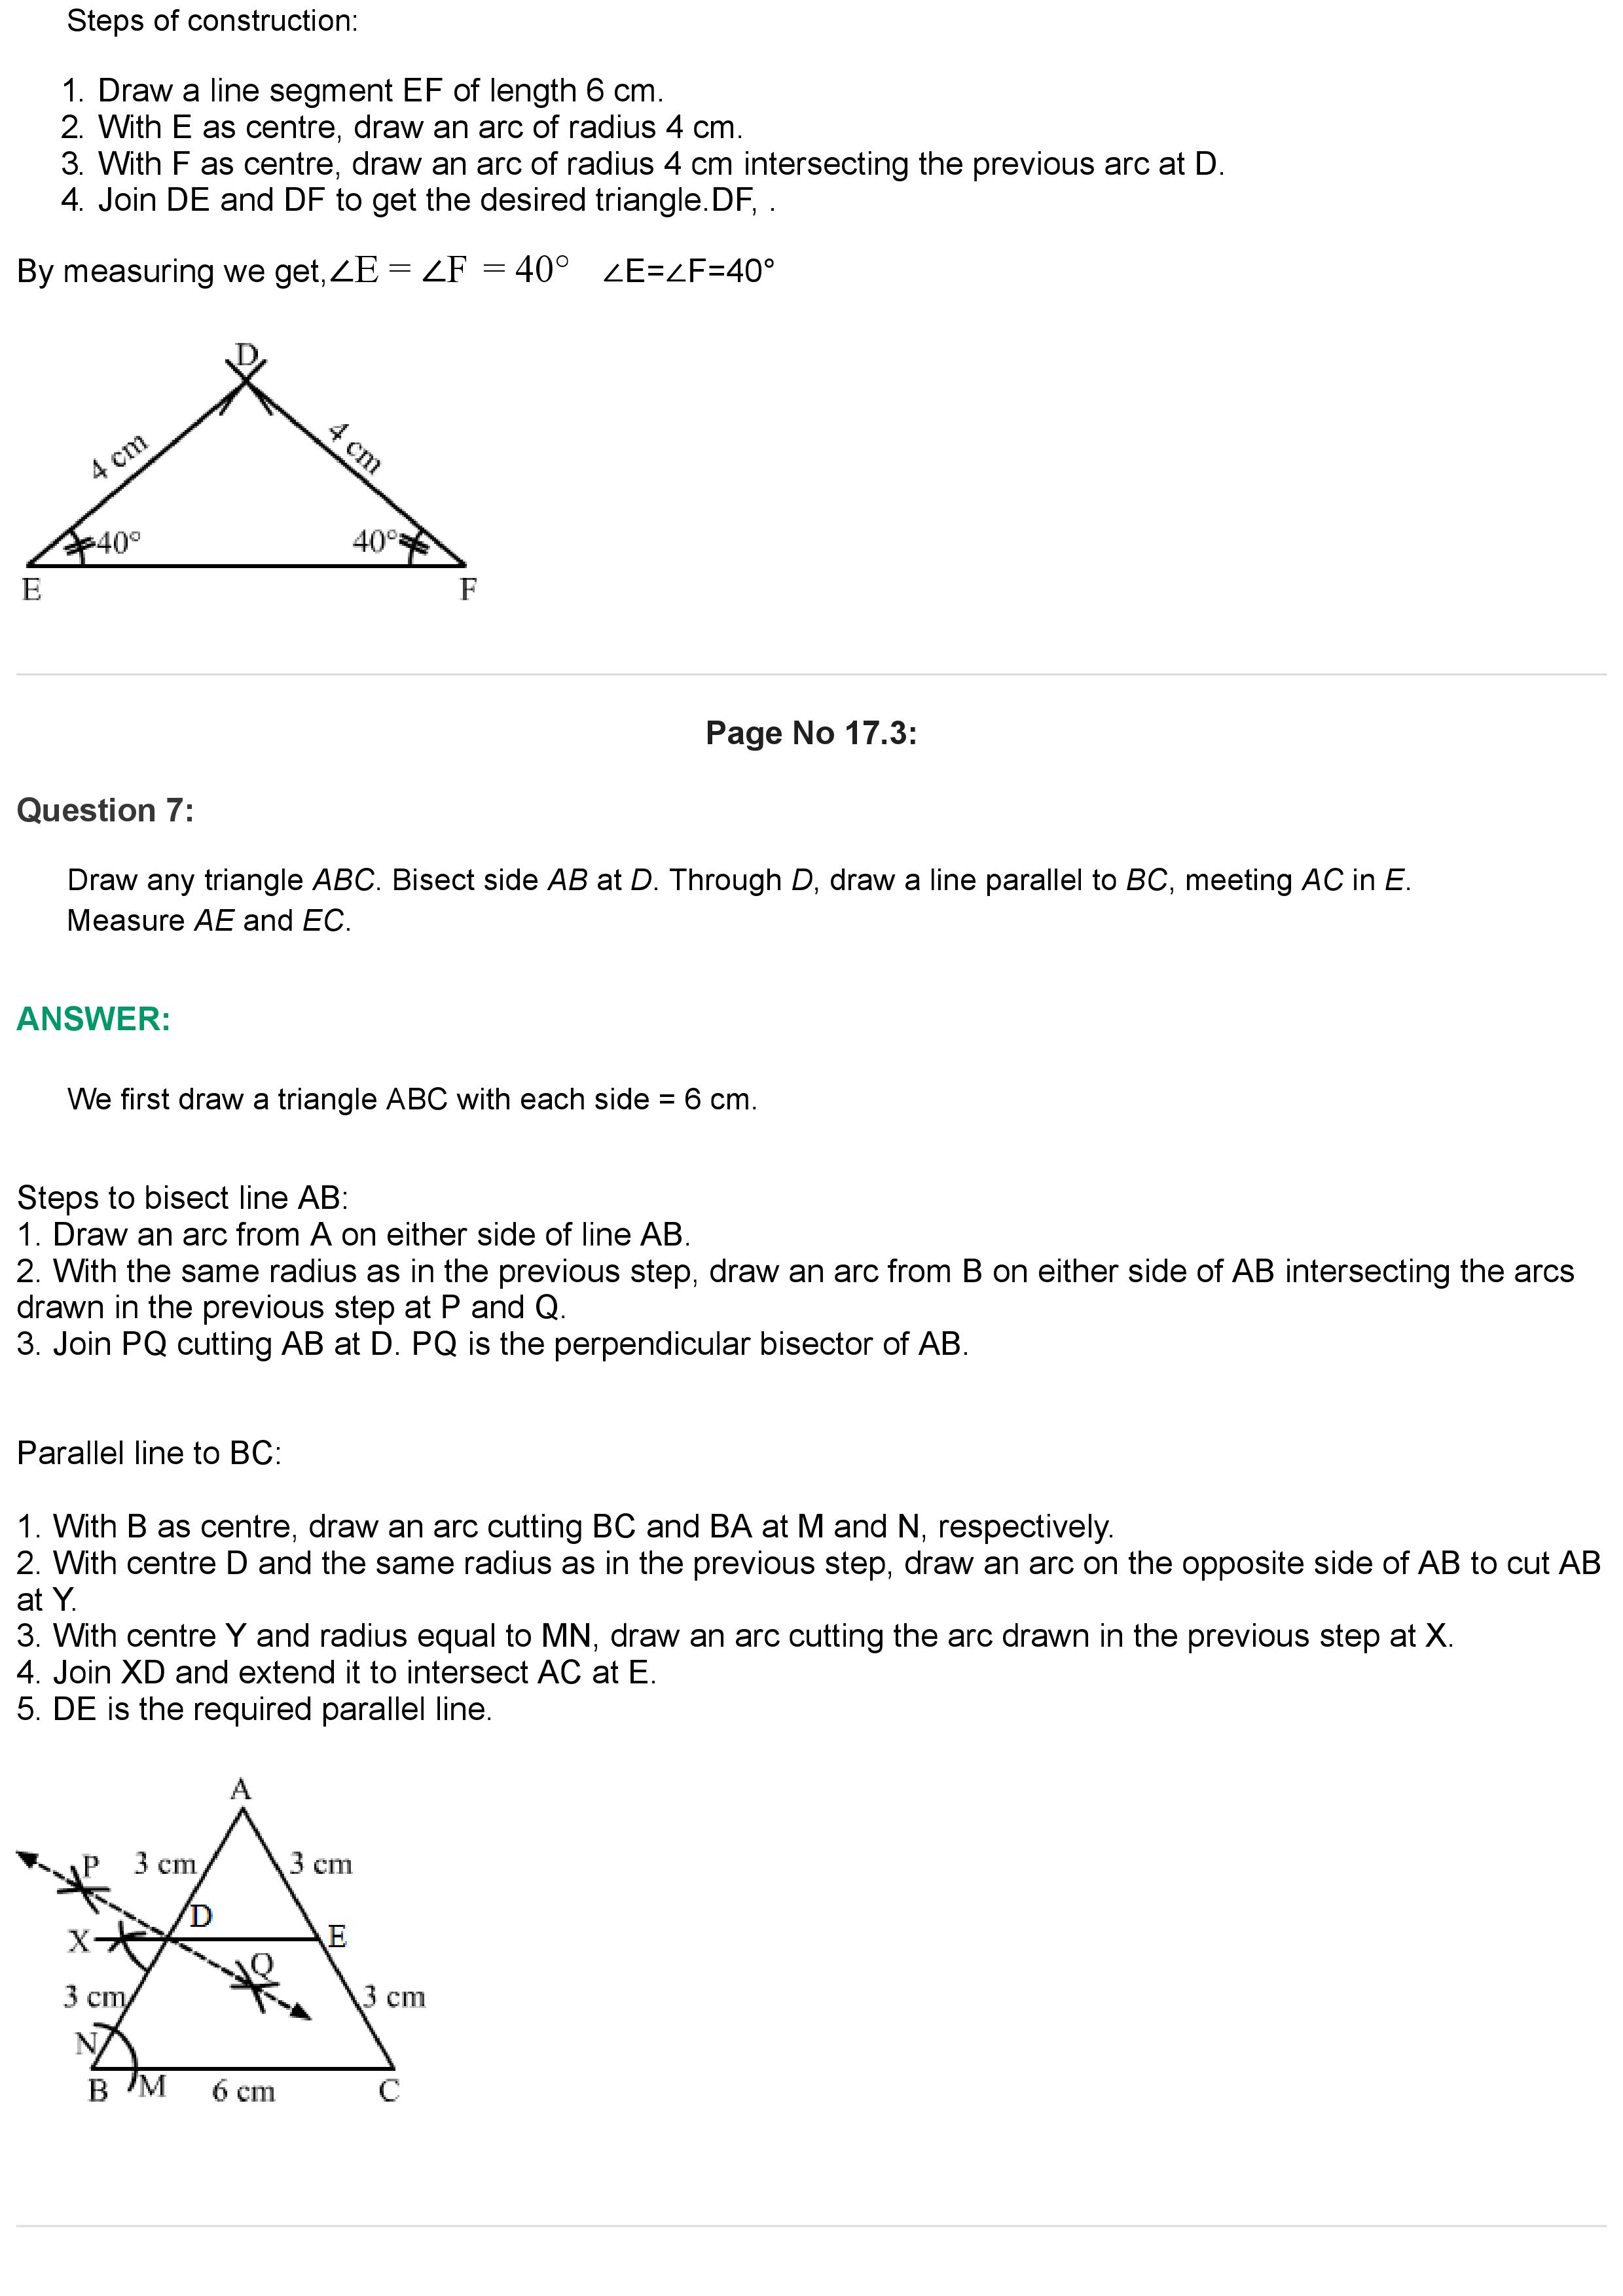 Steps of construction:
1. Draw a line segment EF of length 6 cm.
2. With E as centre, draw an arc of radius 4 cm.
3. With F as centre, draw an arc of radius 4 cm intersecting the previous arc at D.
4. Join DE and DF to get the desired triangle.DF, .
By measuring we get,∠E = ∠F = 40° ∠E=∠F=40°
D
4 cm
4 cm
40°
40°
E
F
Page No 17.3:
Question 7:
Draw any triangle ABC. Bisect side AB at D. Through D, draw a line parallel to BC, meeting AC in E.
Measure AE and EC.
ANSWER:
We first draw a triangle ABC with each side = 6 cm.
Steps to bisect line AB:
1. Draw an arc from A on either side of line AB.
2. With the same radius as in the previous step, draw an arc from B on either side of AB intersecting the arcs
drawn in the previous step at P and Q.
3. Join PQ cutting AB at D. PQ is the perpendicular bisector of AB.
Parallel line to BC:
1. With B as centre, draw an arc cutting BC and BA at M and N, respectively.
2. With centre D and the same radius as in the previous step, draw an arc on the opposite side of AB to cut AB
at Y.
3. With centre Y and radius equal to MN, draw an arc cutting the arc drawn in the previous step at X.
4. Join XD and extend it to intersect AC at E.
5. DE is the required parallel line.
A
P 3 cm 3 cm
D
X E
Q
3 cm 3 cm
N
B M 6 cm C